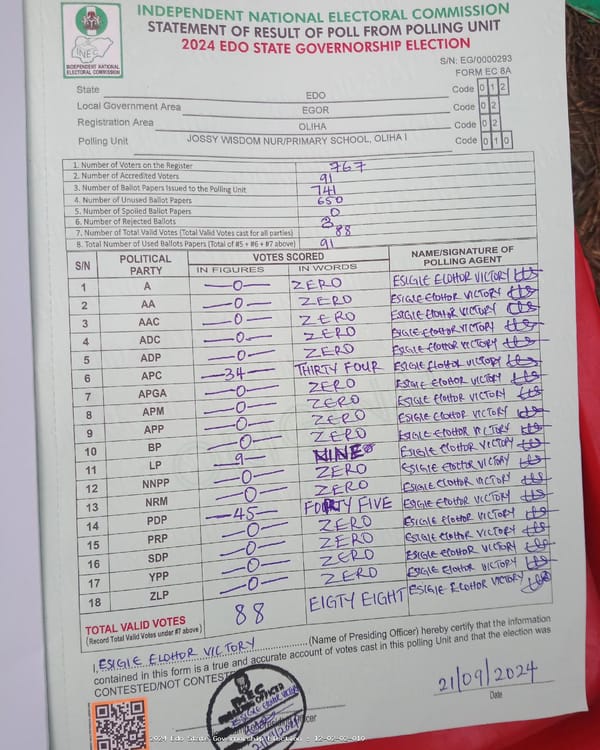 INDEPENDENT NATIONAL ELECTORAL COMMISSION
STATEMENT OF RESULT OF POLL FROM POLLING UNIT
2024 EDO STATE GOVERNORSHIP ELECTION
INEC
INDEPENDENT NATIONAL
ELECTORAL COMMISSION
S/N: EG/0000293
FORM EC 8A
State EDO Code 0 1 2
Local Government Area EGOR Code 0 2
Registration Area OLIHA Code 0 2
Polling Unit JOSSY WISDOM NUR/PRIMARY SCHOOL, OLIHA I Code 0 1 0
1. Number of Voters on the Register 767
2. Number of Accredited Voters 91
3. Number of Ballot Papers Issued to the Polling Unit 741
4. Number of Unused Ballot Papers 650
5. Number of Spoiled Ballot Papers 0
6. Number of Rejected Ballots 3
7. Number of Total Valid Votes (Total Valid Votes cast for all parties) 88
8. Total Number of Used Ballots Papers (Total of #5 + #6 + #7 above) 91
S/N POLITICAL PARTY VOTES SCORED NAME/SIGNATURE OF POLLING AGENT
IN FIGURES IN WORDS
1 A -0- ZERO ESIGIE ELOHOR VICTORY
2 AA -0- ZERO ESIGIE ELOHOR VICTORY
3 AAC -0- ZERO ESIGIE ELOHOR VICTORY
4 ADC -0- ZERO ESIGIE ELOHOR VICTORY
5 ADP -0- ZERO ESIGIE ELOHOR VICTORY
6 APC -34- THIRTY FOUR ESIGIE ELOHOR VICTORY
7 APGA -0- ZERO ESIGIE ELOHOR VICTORY
8 APM -0- ZERO ESIGIE ELOHOR VICTORY
9 APP -0- ZERO ESIGIE ELOHOR VICTORY
10 BP -0- ZERO ESIGIE ELOHOR VICTORY
11 LP -9- NINE ESIGIE ELOHOR VICTORY
12 NNPP -0- ZERO ESIGIE ELOHOR VICTORY
13 NRM -0- ZERO ESIGIE ELOHOR VICTORY
14 PDP -45- FORTY FIVE ESIGIE ELOHOR VICTORY
15 PRP -0- ZERO ESIGIE ELOHOR VICTORY
16 SDP -0- ZERO ESIGIE ELOHOR VICTORY
17 YPP -0- ZERO ESIGIE ELOHOR VICTORY
18 ZLP -0- ZERO ESIGIE ELOHOR VICTORY
TOTAL VALID VOTES 88 EIGTY EIGHT
(Record Total Valid Votes under #7 above)
I, ESIGIE ELOHOR VICTORY (Name of Presiding Officer) hereby certify that the information
contained in this form is a true and accurate account of votes cast in this polling Unit and that the election was
CONTESTED/NOT CONTEST
21/09/2024
Date
Officer
2024 Edo State Governorship Election - 12-02-02-010